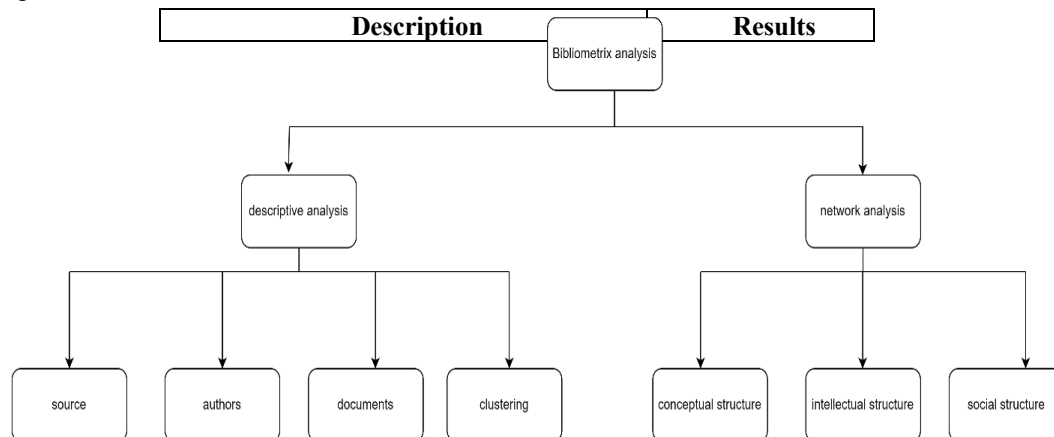 Description Results
Bibliometrix analysis
descriptive analysis network analysis
source authors documents clustering conceptual structure intellectual structure social structure